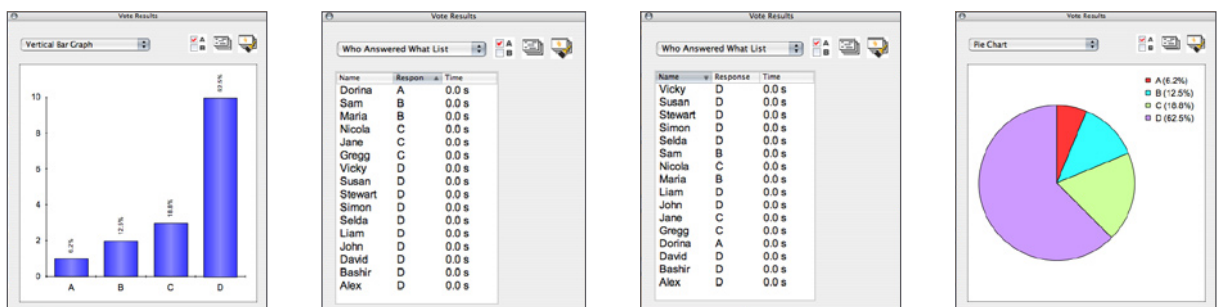 Vote Results
Vertical Bar Graph
A
B
10
8
6
4
2
0
6.2%
12.5%
18.8%
62.5%
A B C D
Vote Results
Who Answered What List
A
B
Name Respon Time
Dorina A 0.0 s
Sam B 0.0 s
Maria B 0.0 s
Nicola C 0.0 s
Jane C 0.0 s
Gregg C 0.0 s
Vicky D 0.0 s
Susan D 0.0 s
Stewart D 0.0 s
Simon D 0.0 s
Selda D 0.0 s
Liam D 0.0 s
John D 0.0 s
David D 0.0 s
Bashir D 0.0 s
Alex D 0.0 s
Vote Results
Who Answered What List
A
B
Name Response Time
Vicky D 0.0 s
Susan D 0.0 s
Stewart D 0.0 s
Simon D 0.0 s
Selda D 0.0 s
Sam B 0.0 s
Nicola C 0.0 s
Maria B 0.0 s
Liam D 0.0 s
John D 0.0 s
Jane C 0.0 s
Gregg C 0.0 s
Dorina A 0.0 s
David D 0.0 s
Bashir D 0.0 s
Alex D 0.0 s
Vote Results
Pie Chart
A
B
A (6.2%)
B (12.5%)
C (18.8%)
D (62.5%)